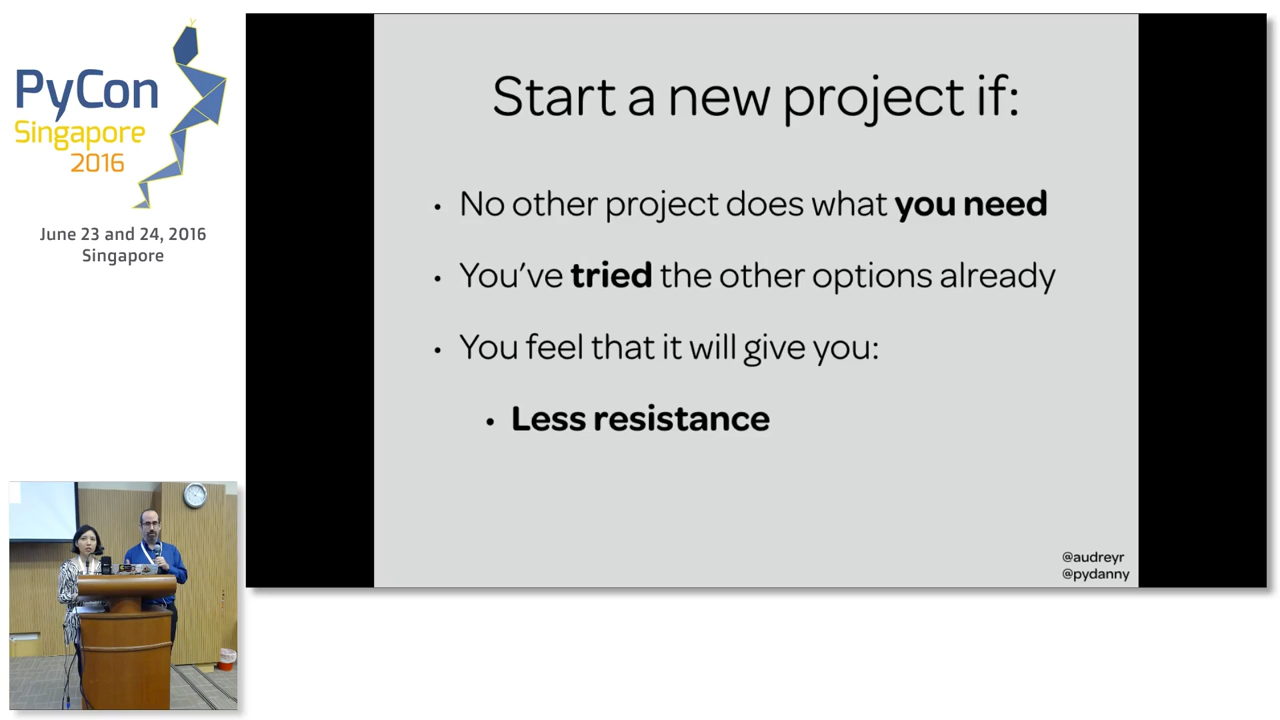 PyCon
Singapore
2016
June 23 and 24, 2016
Singapore
Start a new project if:
• No other project does what you need
• You've tried the other options already
• You feel that it will give you:
• Less resistance
@audreyr
@pydanny